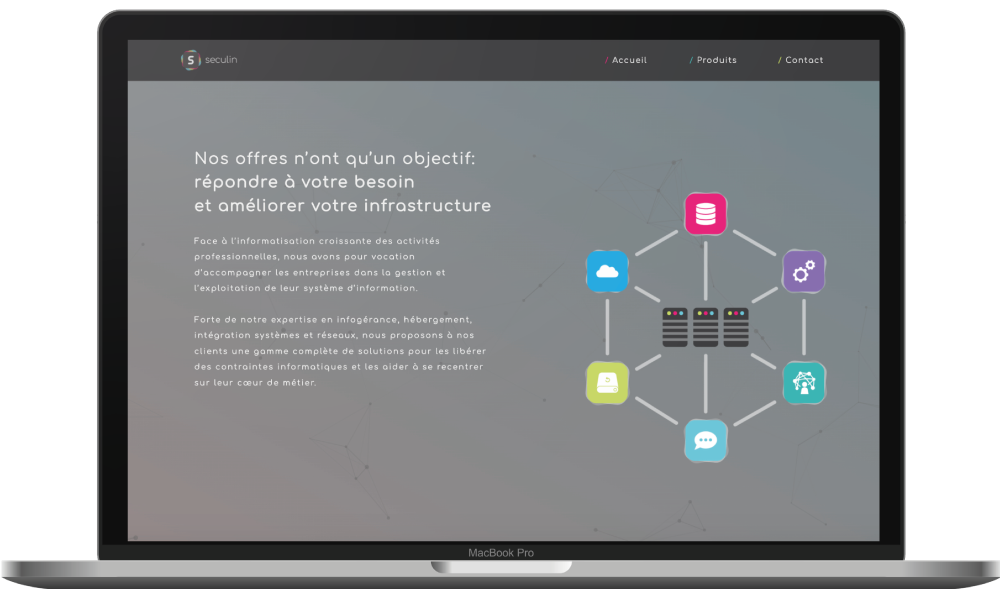 S seculin
/ Accueil / Produits / Contact
Nos offres n'ont qu'un objectif:
répondre à votre besoin
et améliorer votre infrastructure
Face à l'informatisation croissante des activités
professionnelles, nous avons pour vocation
d'accompagner les entreprises dans la gestion et
l'exploitation de leur système d'information.
Forte de notre expertise en infogérance, hébergement,
intégration systèmes et réseaux, nous proposons à nos
clients une gamme complète de solutions pour les libérer
des contraintes informatiques et les aider à se recentrer
sur leur cœur de métier.
MacBook Pro